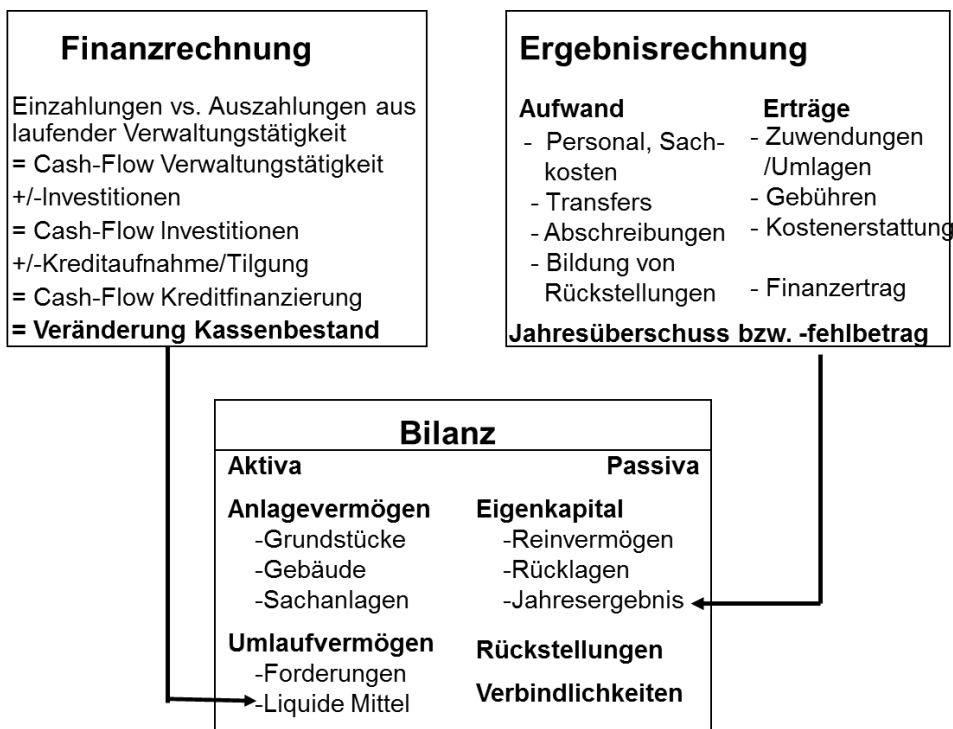 Finanzrechnung
Einzahlungen vs. Auszahlungen aus
laufender Verwaltungstätigkeit
= Cash-Flow Verwaltungstätigkeit
+/-Investitionen
= Cash-Flow Investitionen
+/-Kreditaufnahme/Tilgung
= Cash-Flow Kreditfinanzierung
= Veränderung Kassenbestand
Ergebnisrechnung
Aufwand
- Personal, Sach-
kosten
- Transfers
- Abschreibungen
- Bildung von
Rückstellungen
Erträge
- Zuwendungen
/Umlagen
- Gebühren
- Kostenerstattung
- Finanzertrag
Jahresüberschuss bzw. -fehlbetrag
Bilanz
Aktiva
Anlagevermögen
-Grundstücke
-Gebäude
-Sachanlagen
Umlaufvermögen
-Forderungen
-Liquide Mittel
Passiva
Eigenkapital
-Reinvermögen
-Rücklagen
-Jahresergebnis
Rückstellungen
Verbindlichkeiten